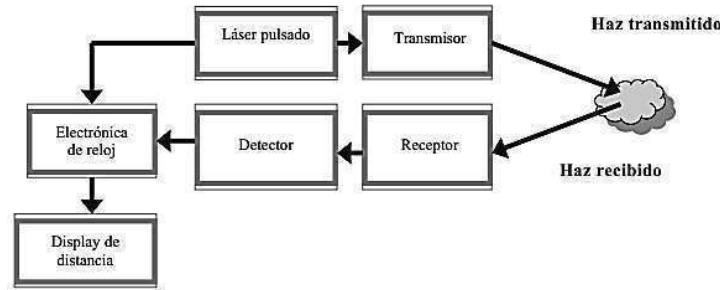 Láser pulsado
Transmisor
Haz transmitido
Electrónica
de reloj
Detector
Receptor
Haz recibido
Display de
distancia